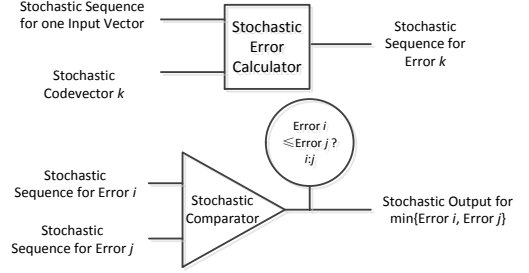 Stochastic Sequence
for one Input Vector
Stochastic
Error
Calculator
Stochastic
Sequence for
Error k
Stochastic
Codevector k
Error i
≤Error j ?
i:j
Stochastic
Sequence for Error i
Stochastic
Comparator
Stochastic Output for
min{Error i, Error j}
Stochastic
Sequence for Error j